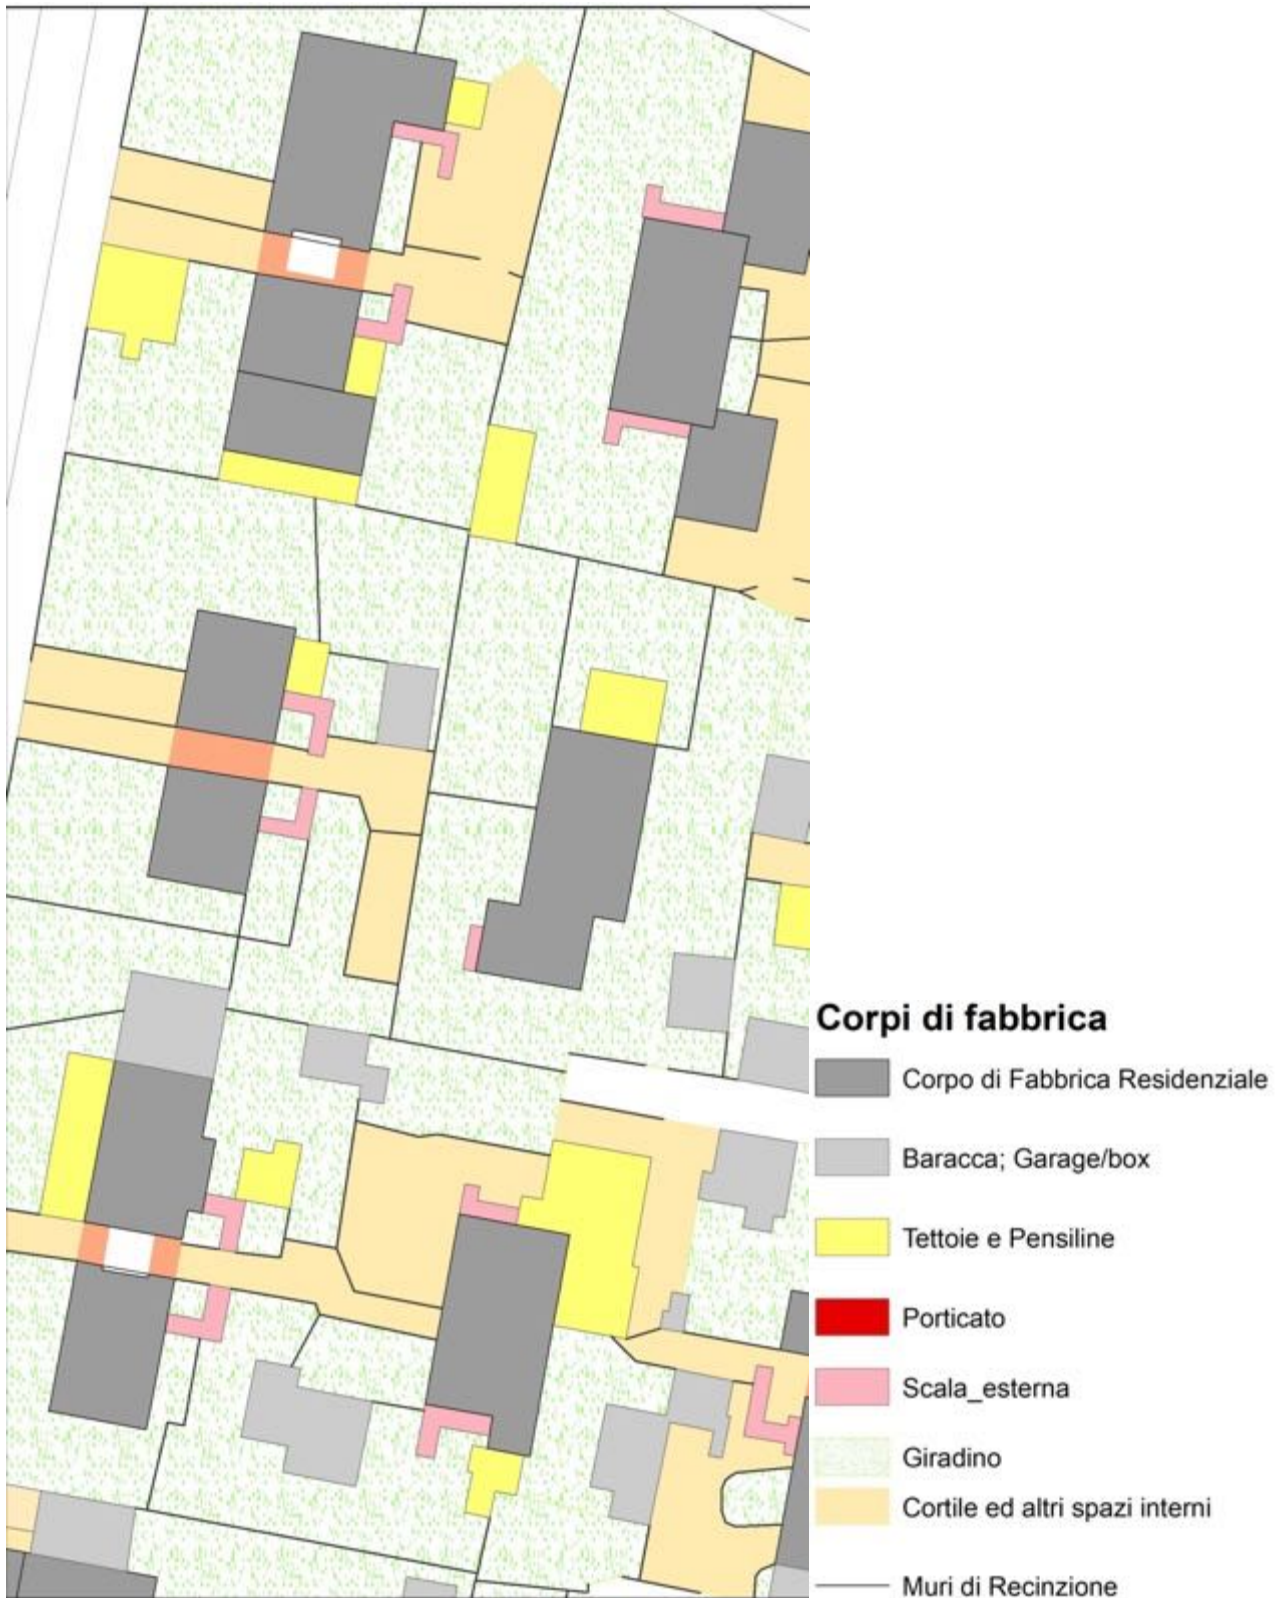 Corpi di fabbrica
Corpo di Fabbrica Residenziale
Baracca; Garage/box
Tettoie e Pensiline
Porticato
Scala_esterna
Giradino
Cortile ed altri spazi interni
Muri di Recinzione